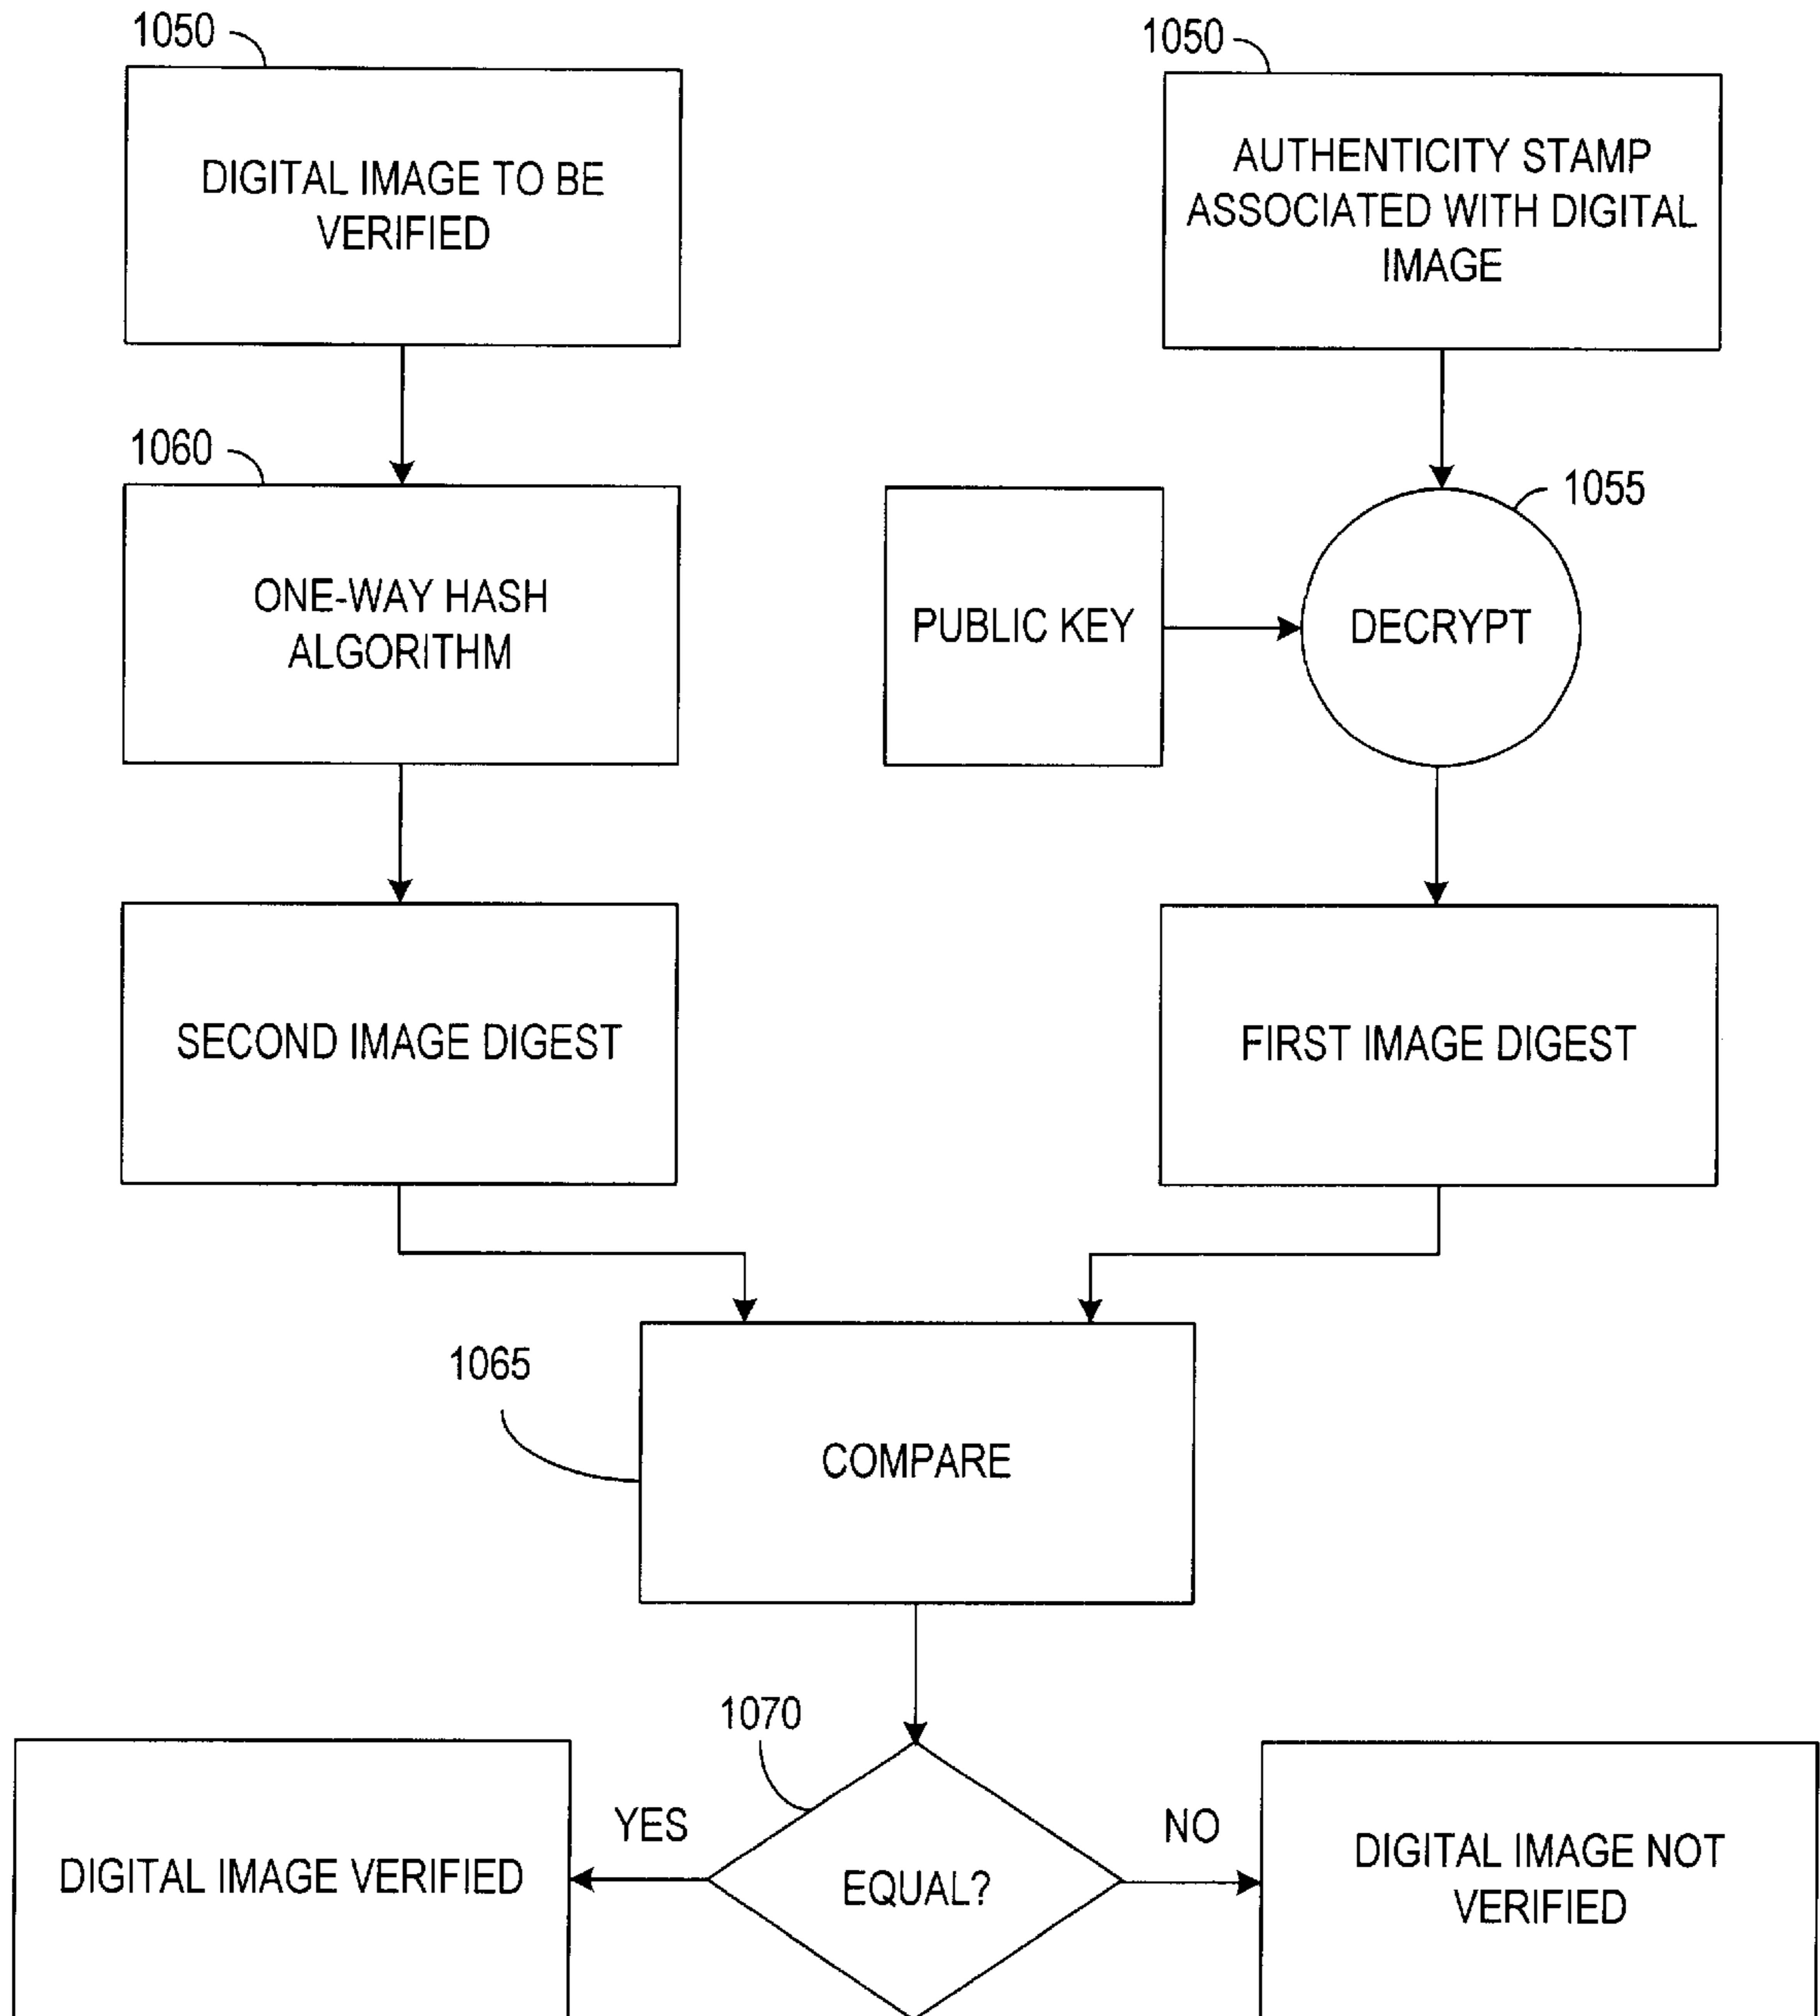 1050
1050
DIGITAL IMAGE TO BE
VERIFIED
AUTHENTICITY STAMP
ASSOCIATED WITH DIGITAL
IMAGE
1060
1055
ONE-WAY HASH
ALGORITHM
PUBLIC KEY
DECRYPT
SECOND IMAGE DIGEST
FIRST IMAGE DIGEST
1065
COMPARE
1070
YES
NO
DIGITAL IMAGE VERIFIED
EQUAL?
DIGITAL IMAGE NOT
VERIFIED